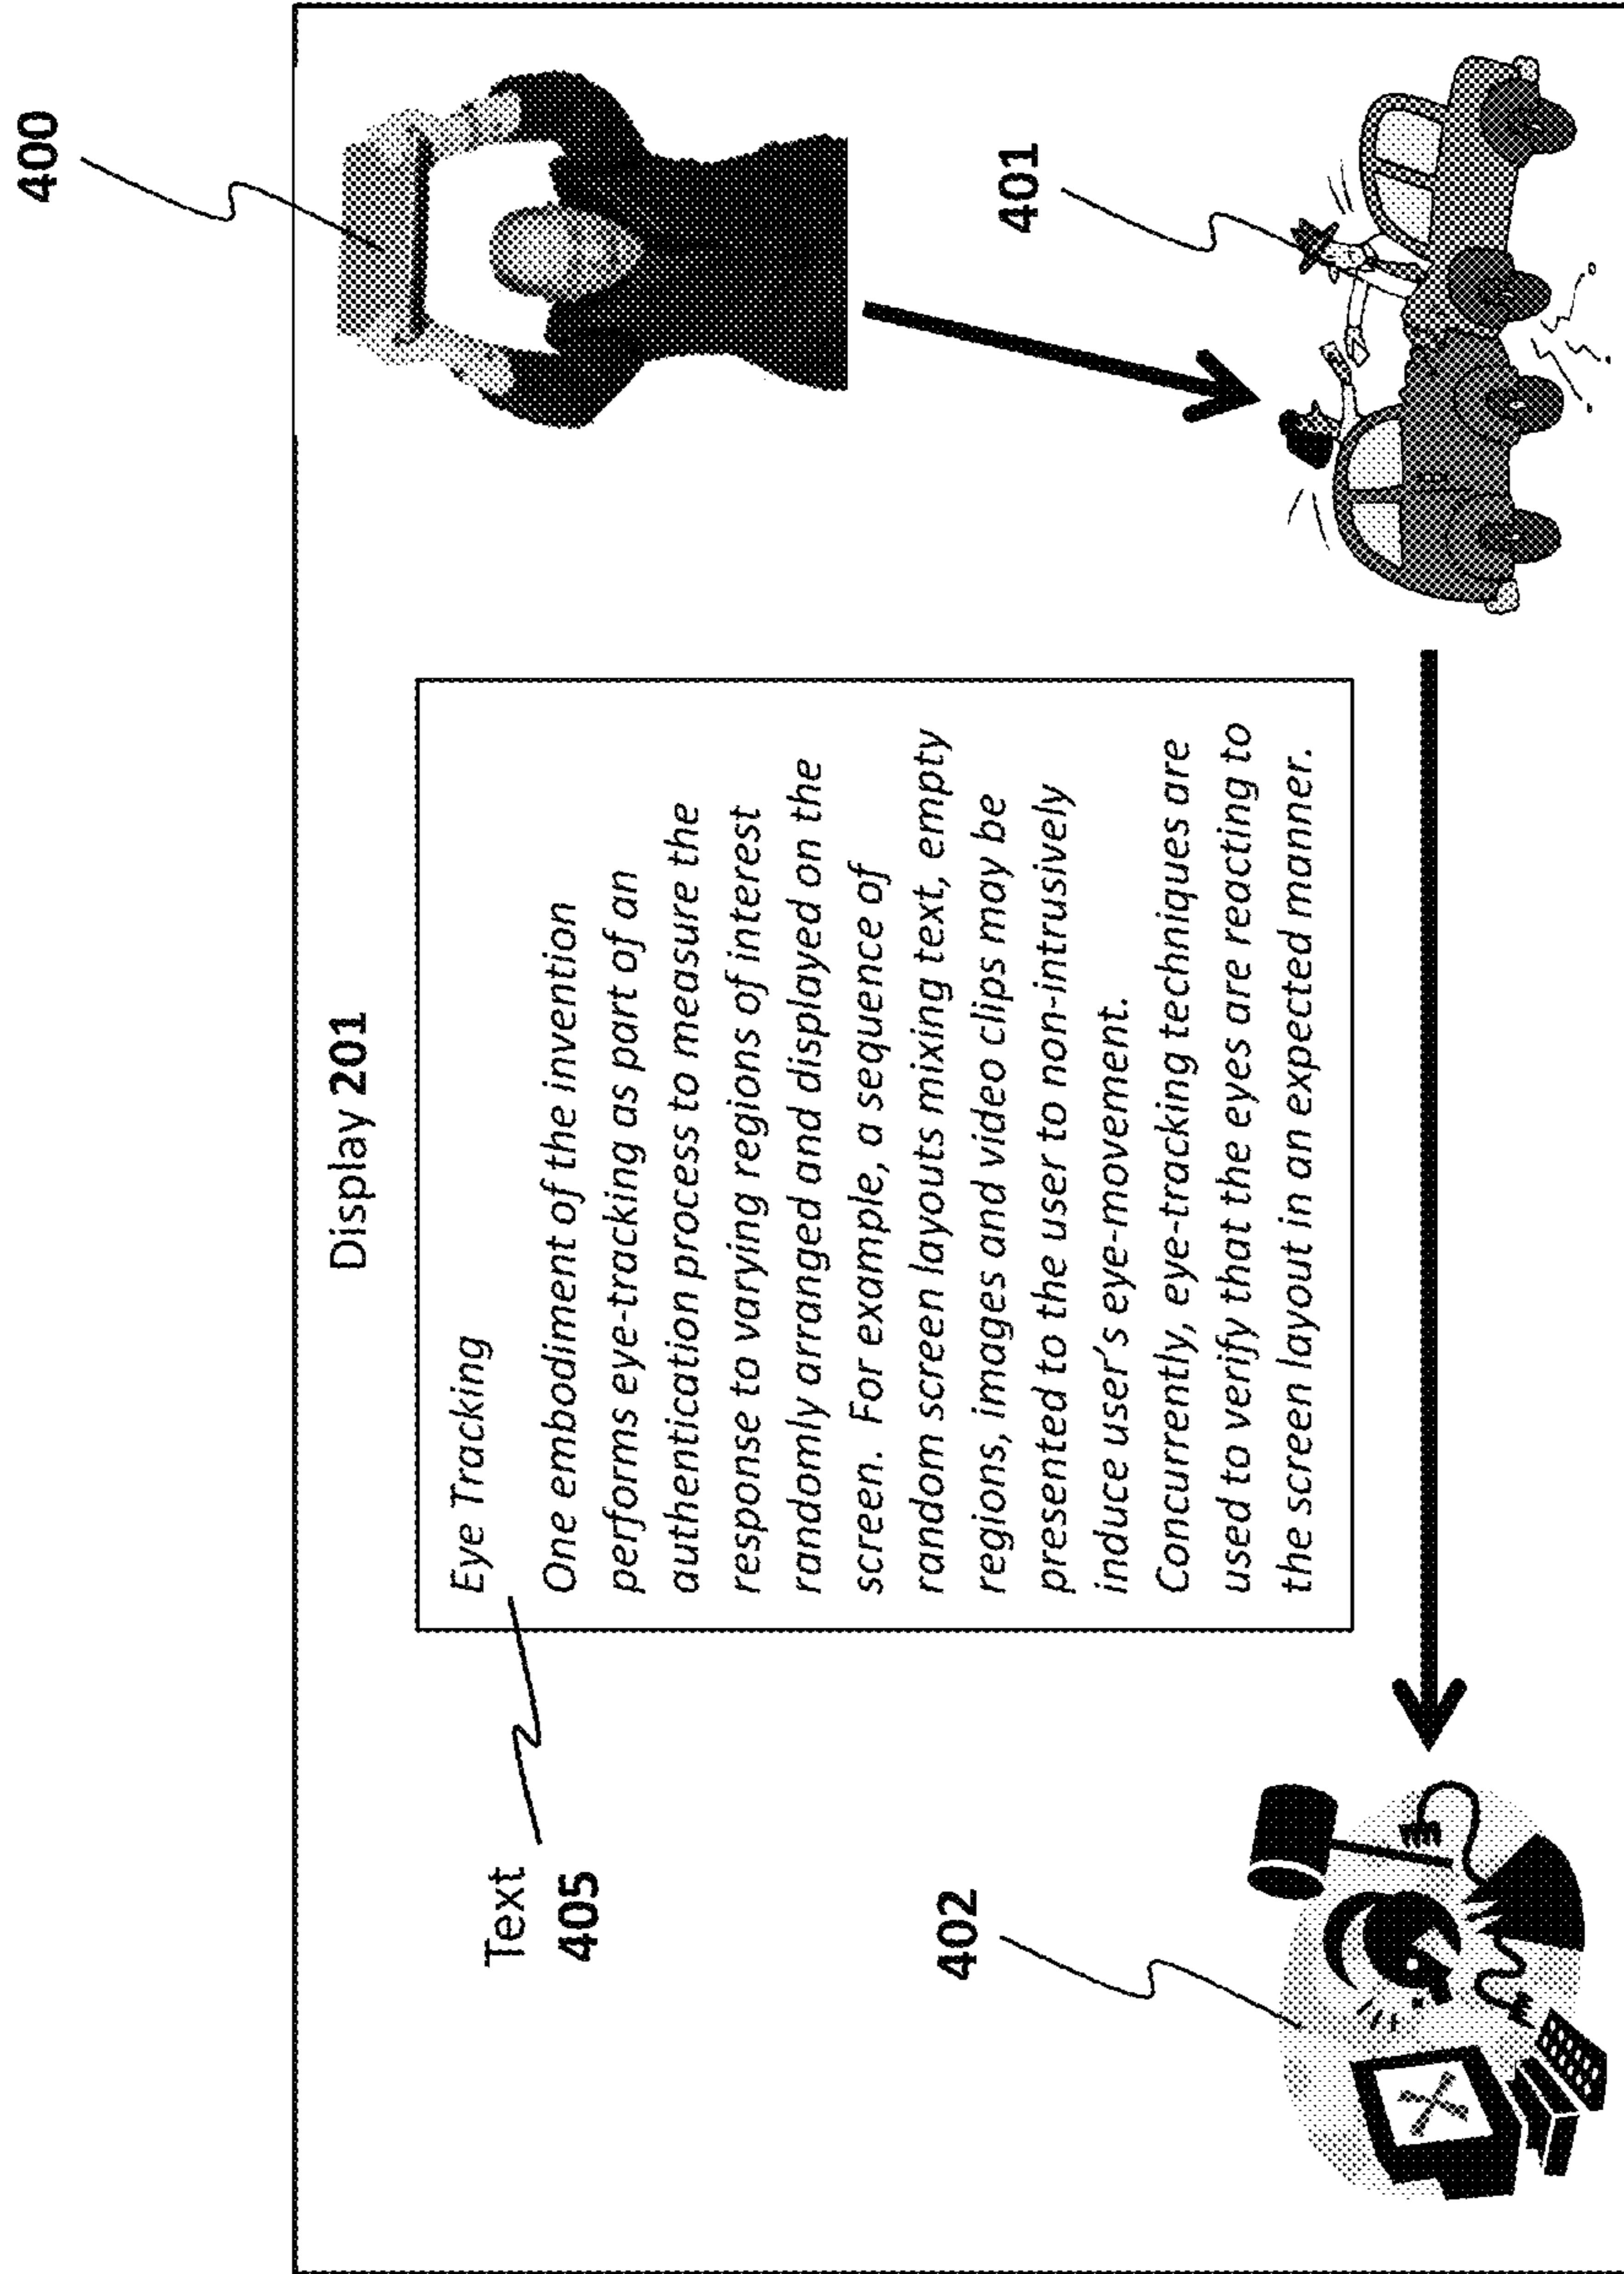 Display 201
400
Text
405
Eye Tracking
One embodiment of the invention
performs eye-tracking as part of an
authentication process to measure the
response to varying regions of interest
randomly arranged and displayed on the
screen. For example, a sequence of
random screen layouts mixing text, empty
regions, images and video clips may be
presented to the user to non-intrusively
induce user's eye-movement.
Concurrently, eye-tracking techniques are
used to verify that the eyes are reacting to
the screen layout in an expected manner.
402
401